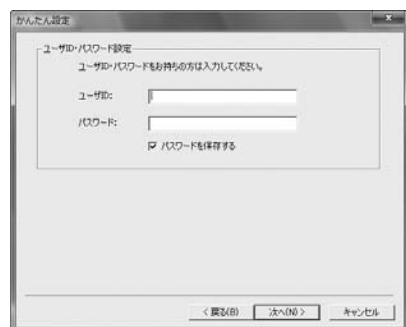 かんたん設定
ユーザID・パスワード設定
ユーザID・パスワードをお持ちの方は入力してください。
ユーザID:
パスワード:
パスワードを保存する
< 戻る(B) 次へ(N) > キャンセル